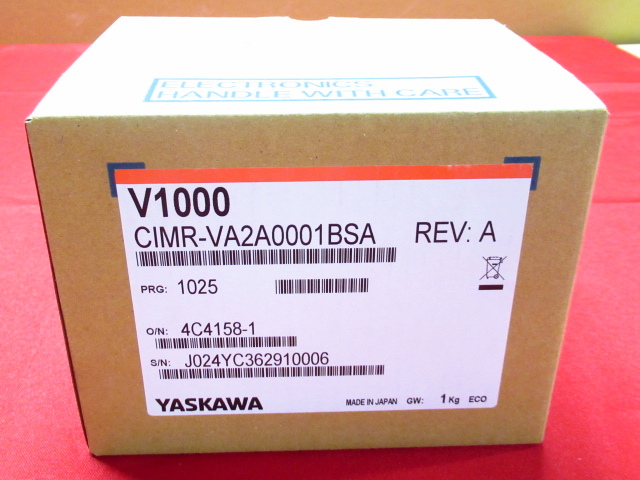 ELECTRONICS
HANDLE WITH CARE
V1000
CIMR-VA2A0001BSA REV: A
PRG: 1025
O/N: 4C4158-1
S/N: J024YC362910006
YASKAWA MADE IN JAPAN GW: 1Kg ECO